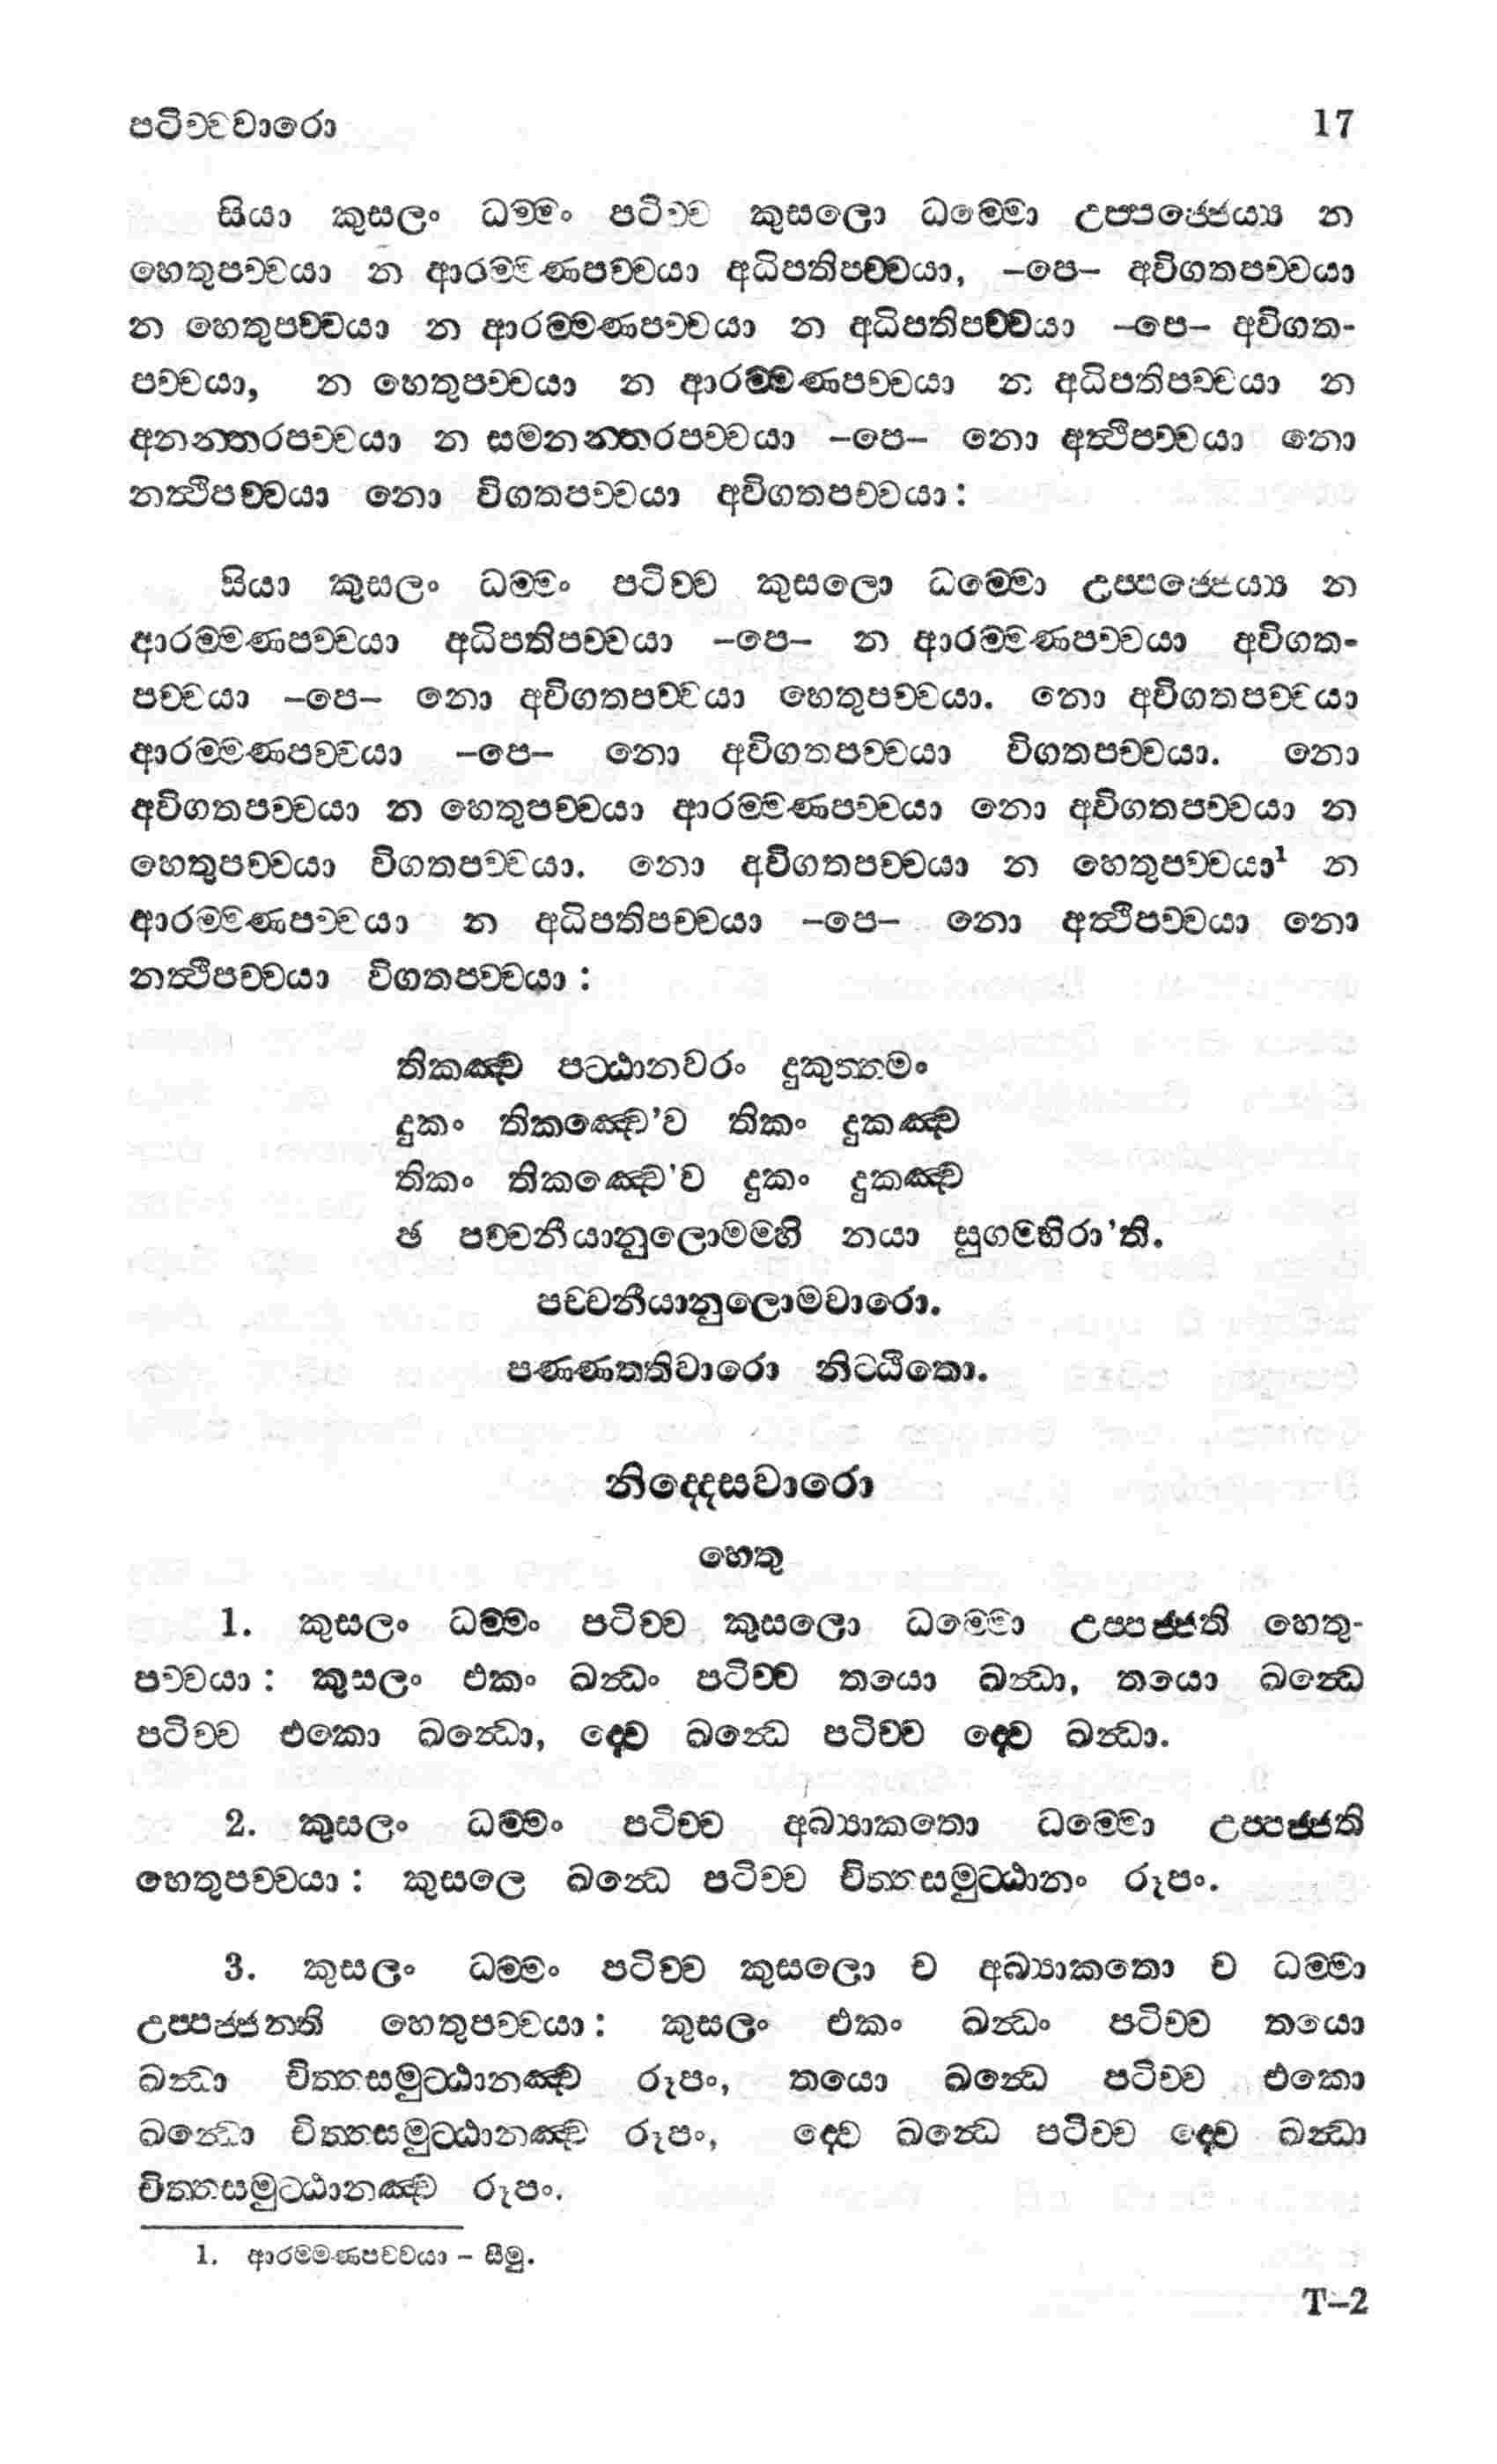 පටිච්චවාරො 17
සියා කුසලං ධම්මං පටිච්ච කුසලො ධම්මො උප්පජ්ජෙය්‍ය න
හෙතුපච්චයා න ආරම්මණපච්චයා අධිපතිපච්චයා, –පෙ– අවිගතපච්චයා
න හෙතුපච්චයා න ආරම්මණපච්චයා න අධිපතිපච්චයා –පෙ– අවිගත-
පච්චයා, න හෙතුපච්චයා න ආරම්මණපච්චයා න අධිපතිපච්චයා න
අනන්තරපච්චයා න සමනන්තරපච්චයා –පෙ– නො අත්ථිපච්චයා නො
නත්ථිපච්චයා නො විගතපච්චයා අවිගතපච්චයා :
සියා කුසලං ධම්මං පටිච්ච කුසලො ධම්මො උප්පජ්ජෙය්‍ය න
ආරම්මණපච්චයා අධිපතිපච්චයා –පෙ– න ආරම්මණපච්චයා අවිගත-
පච්චයා –පෙ– නො අවිගතපච්චයා හෙතුපච්චයා. නො අවිගතපච්චයා
ආරම්මණපච්චයා –පෙ– නො අවිගතපච්චයා විගතපච්චයා. නො
අවිගතපච්චයා න හෙතුපච්චයා ආරම්මණපච්චයා නො අවිගතපච්චයා න
හෙතුපච්චයා විගතපච්චයා. නො අවිගතපච්චයා න හෙතුපච්චයා¹ න
ආරම්මණපච්චයා න අධිපතිපච්චයා –පෙ– නො අත්ථිපච්චයා නො
නත්ථිපච්චයා විගතපච්චයා :
තිකඤ්ච පට්ඨානවරං දුකුත්තමං
දුකං තිකඤ්චෙ’ව තිකං දුකඤ්ච
තිකං තිකඤ්චෙ’ව දුකං දුකඤ්ච
ඡ පච්චනීයානුලොමම්හි නයා සුගම්භිරා’ති.
පච්චනීයානුලොමවාරො.
පණ්ණත්තිවාරො නිට්ඨිතො.
නිද්දෙසවාරො
හෙතු
1. කුසලං ධම්මං පටිච්ච කුසලො ධම්මො උප්පජ්ජති හෙතු-
පච්චයා : කුසලං එකං ඛන්ධං පටිච්ච තයො ඛන්ධා, තයො ඛන්ධෙ
පටිච්ච එකො ඛන්ධො, ද්වෙ ඛන්ධෙ පටිච්ච ද්වෙ ඛන්ධා.
2. කුසලං ධම්මං පටිච්ච අබ්‍යාකතො ධම්මො උප්පජ්ජති
හෙතුපච්චයා : කුසලෙ ඛන්ධෙ පටිච්ච චිත්තසමුට්ඨානං රූපං.
3. කුසලං ධම්මං පටිච්ච කුසලො ච අබ්‍යාකතො ච ධම්මා
උප්පජ්ජන්ති හෙතුපච්චයා : කුසලං එකං ඛන්ධං පටිච්ච තයො
ඛන්ධා චිත්තසමුට්ඨානඤ්ච රූපං, තයො ඛන්ධෙ පටිච්ච එකො
ඛන්ධො චිත්තසමුට්ඨානඤ්ච රූපං, ද්වෙ ඛන්ධෙ පටිච්ච ද්වෙ ඛන්ධා
චිත්තසමුට්ඨානඤ්ච රූපං.
1. ආරම්මණපච්චයා – සීමු.
T–2